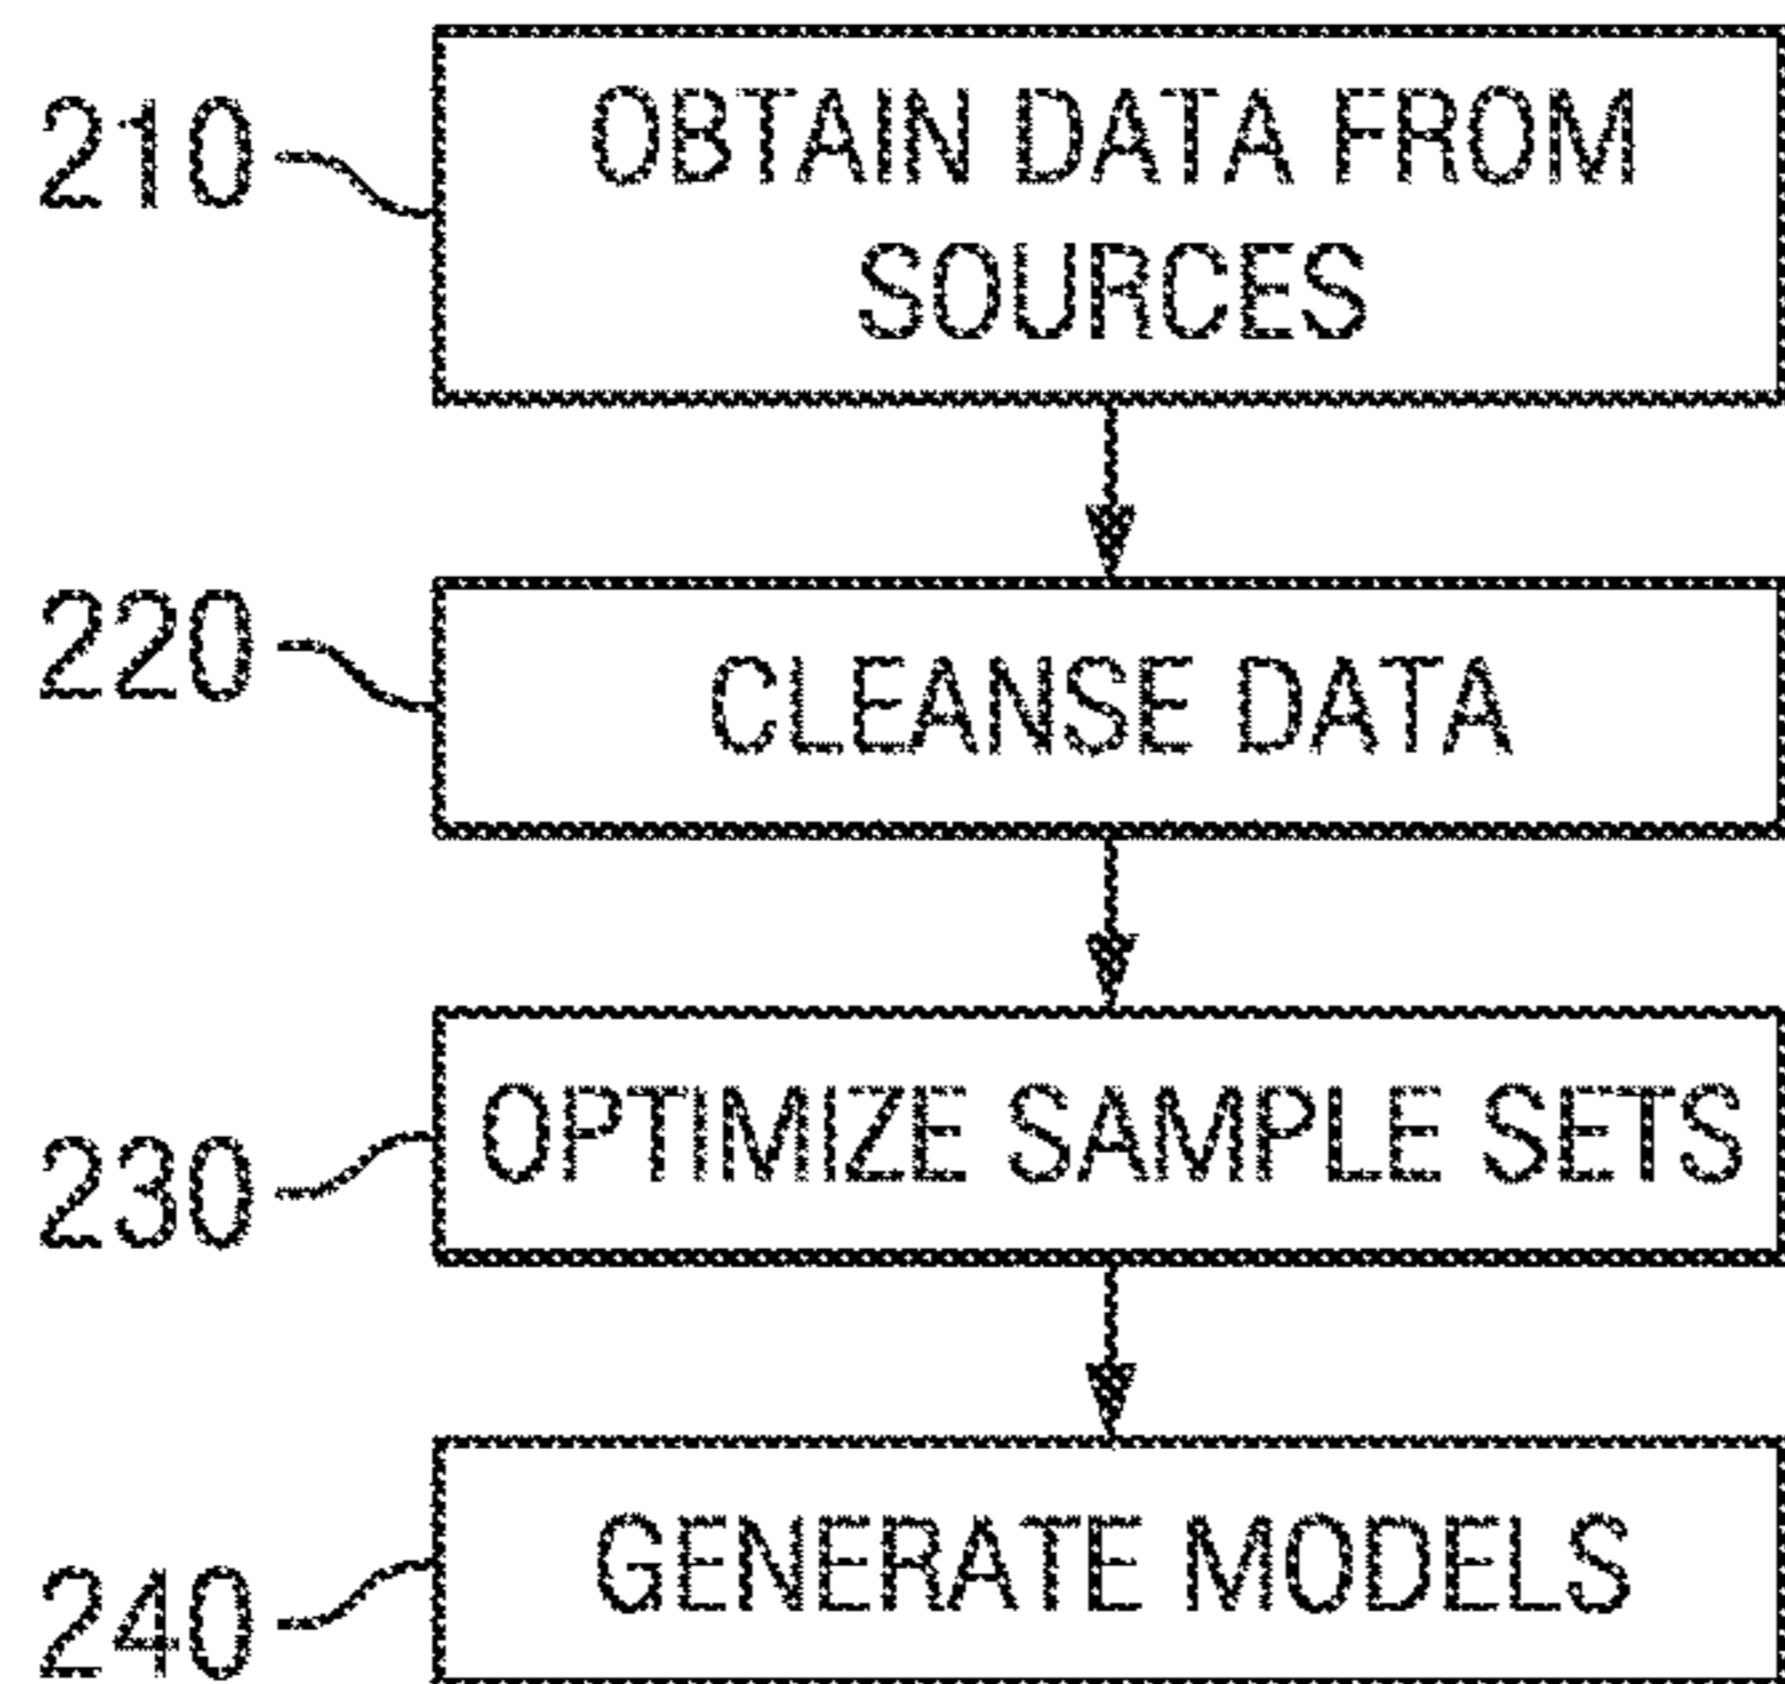 210
OBTAIN DATA FROM
SOURCES
220
CLEANSE DATA
230
OPTIMIZE SAMPLE SETS
240
GENERATE MODELS